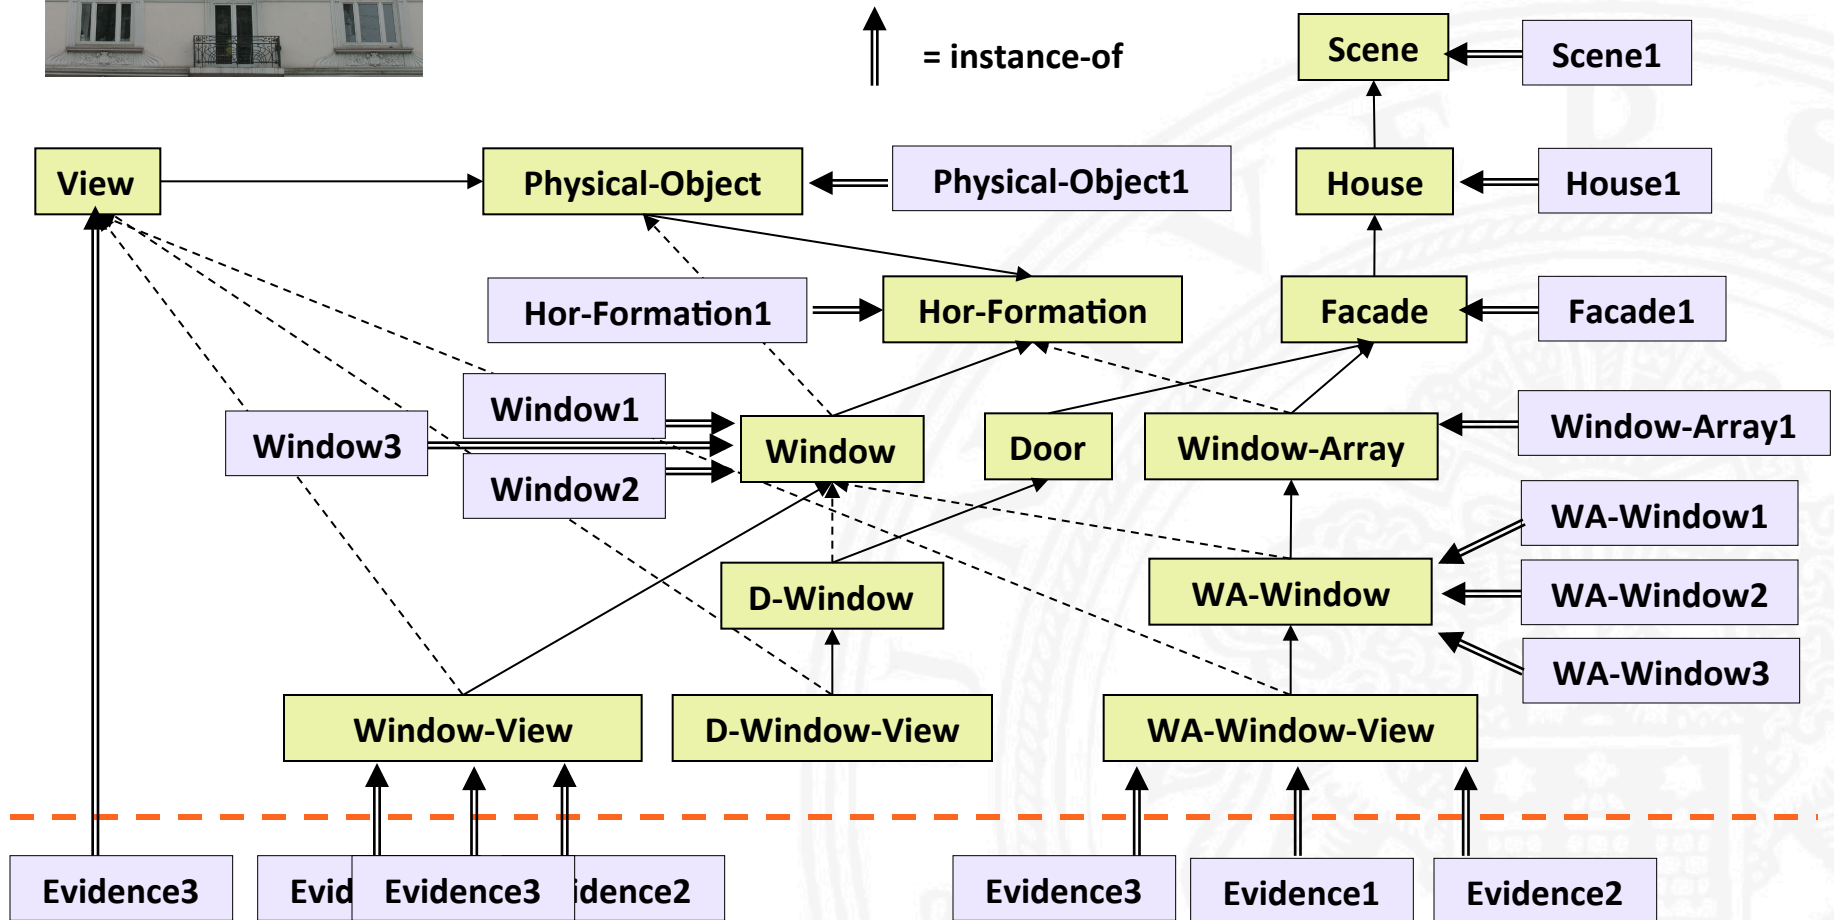 = instance-of
Scene
Scene1
View
Physical-Object
Physical-Object1
House
House1
Hor-Formation1
Hor-Formation
Facade
Facade1
Window1
Window3
Window
Door
Window-Array
Window-Array1
Window2
WA-Window1
D-Window
WA-Window
WA-Window2
WA-Window3
Window-View
D-Window-View
WA-Window-View
Evidence3
Evid
Evidence3
idence2
Evidence3
Evidence1
Evidence2